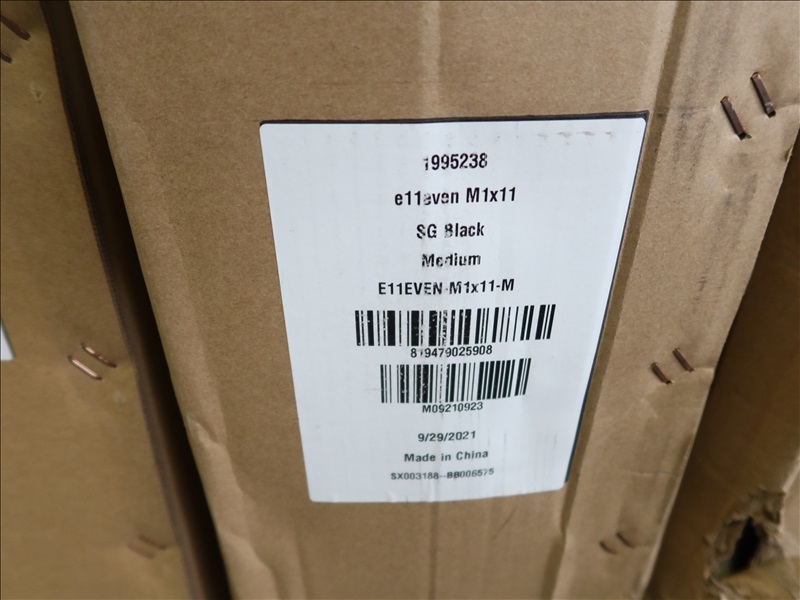 1995238
e11even M1x11
SG Black
Medium
E11EVEN-M1x11-M
819479025908
M09210923
9/29/2021
Made in China
SX003188--BB006575